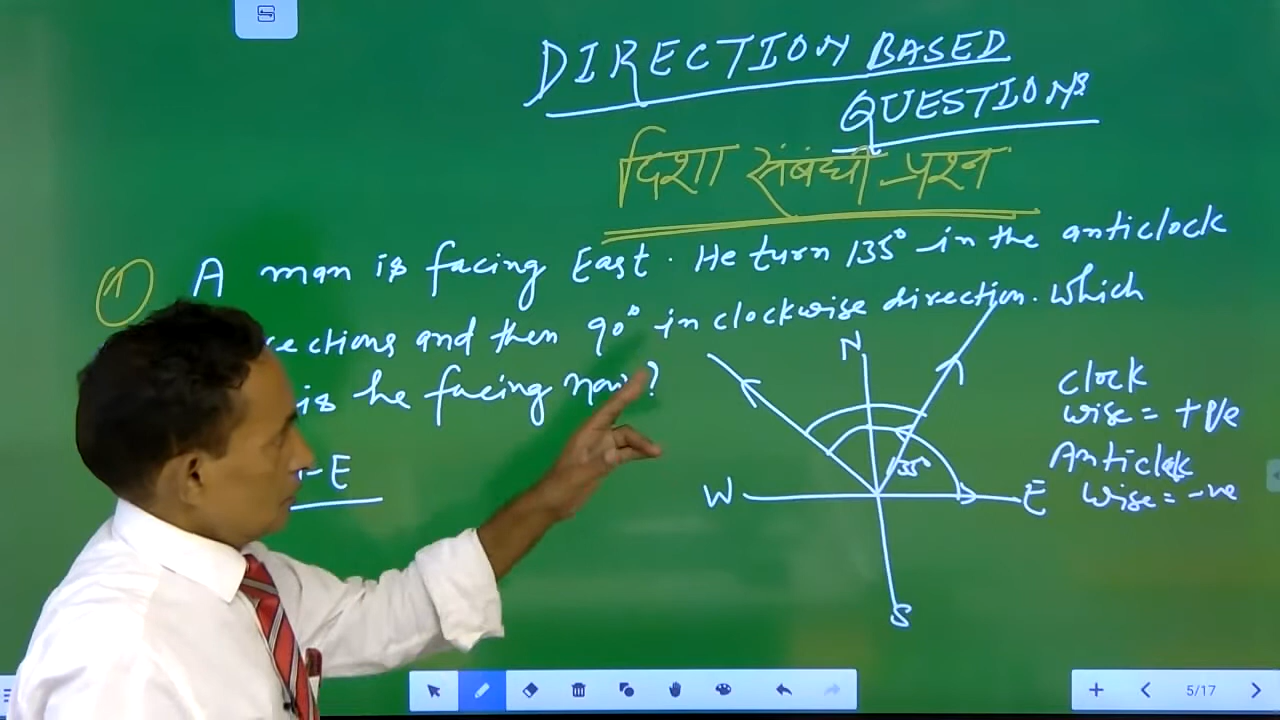 DIRECTION BASED
QUESTIONS
दिशा संबंधी प्रश्न
① A man is facing East. He turn 135° in the anticlock
ections and then 90° in clockwise direction. Which
is he facing now?
-E
N
W
E
S
135°
Clock
wise = +ve
Anticlok
wise = -ve
5/17